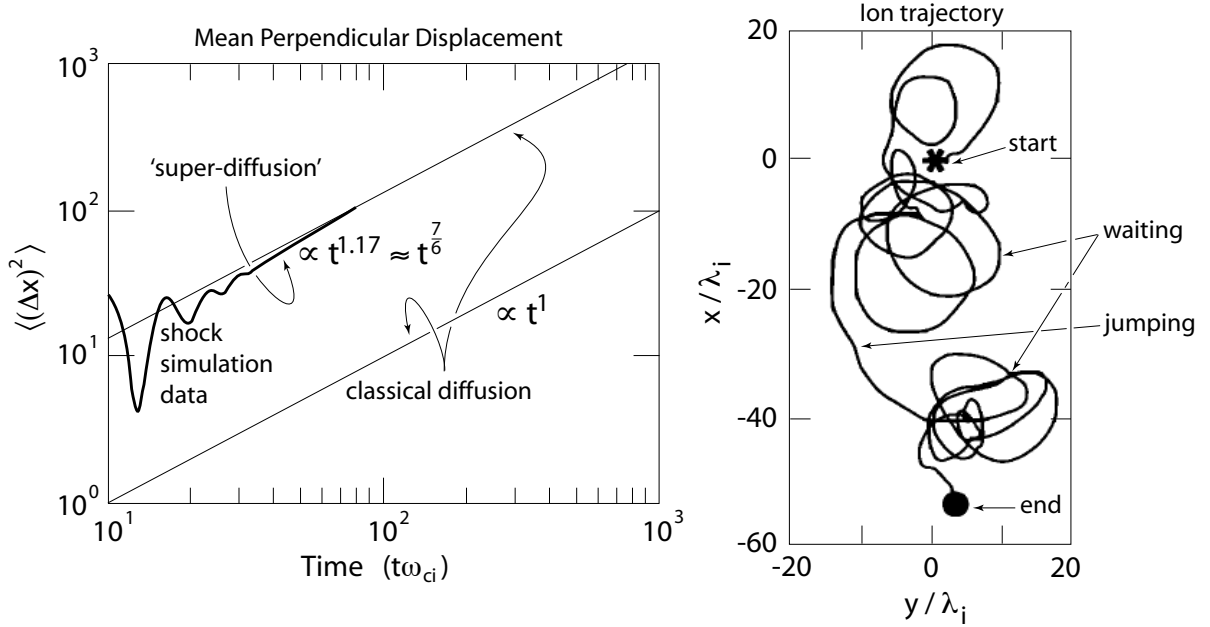 Mean Perpendicular Displacement
10³
10²
10¹
10⁰
⟨(Δx)²⟩
'super-diffusion'
∝ t^1.17 ≈ t^7/6
shock
simulation
data
classical diffusion
∝ t¹
10¹
10²
10³
Time (tω_ci)
Ion trajectory
20
0
-20
-40
-60
x / λ_i
start
waiting
jumping
end
-20
0
20
y / λ_i